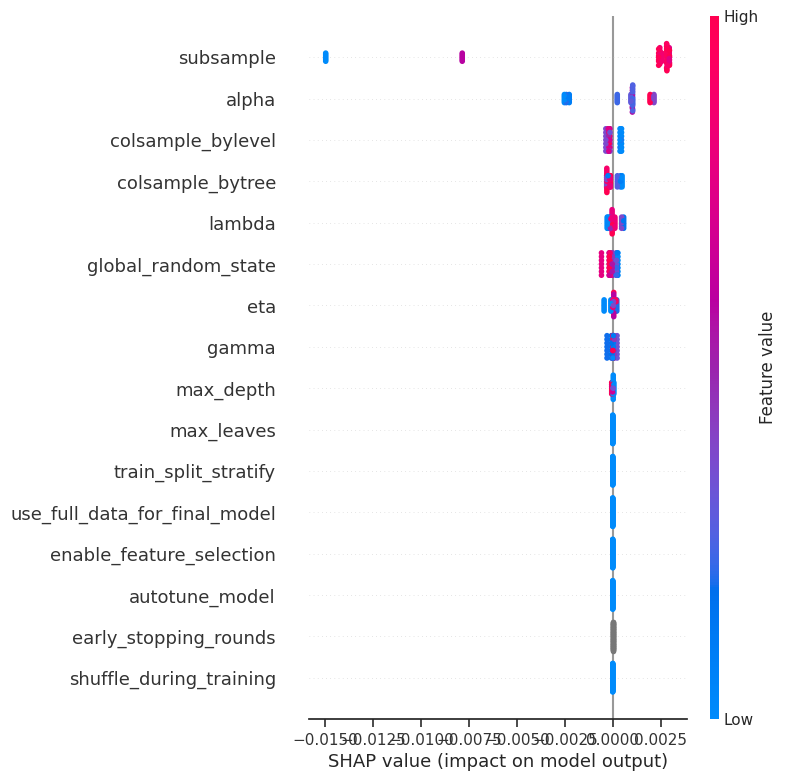 High
subsample
alpha
colsample_bylevel
colsample_bytree
lambda
global_random_state
eta
gamma
max_depth
max_leaves
train_split_stratify
use_full_data_for_final_model
enable_feature_selection
autotune_model
early_stopping_rounds
shuffle_during_training
Feature value
Low
−0.0150 −0.0125 −0.0100 −0.0075 −0.0050 −0.0025 0.0000 0.0025
SHAP value (impact on model output)